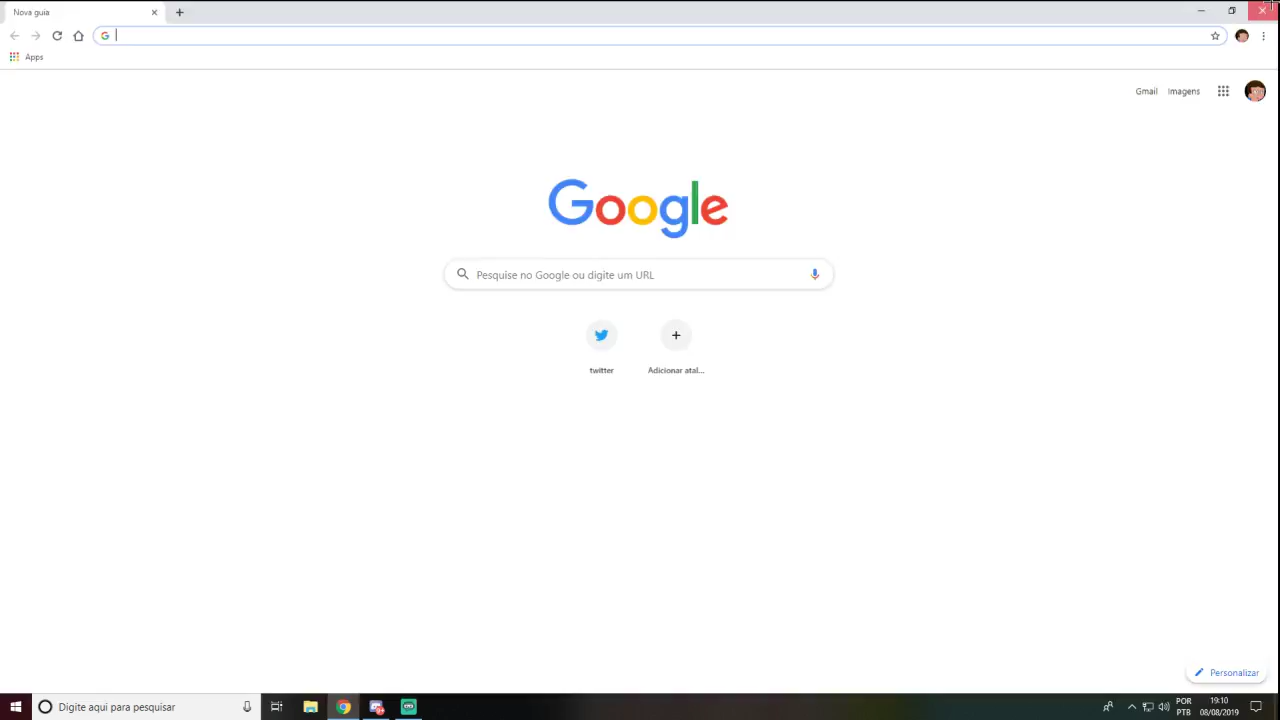 Nova guia
Apps
Gmail Imagens
Google
Pesquise no Google ou digite um URL
twitter Adicionar atal...
Personalizar
Digite aqui para pesquisar
POR 19:10
PTB 08/08/2019